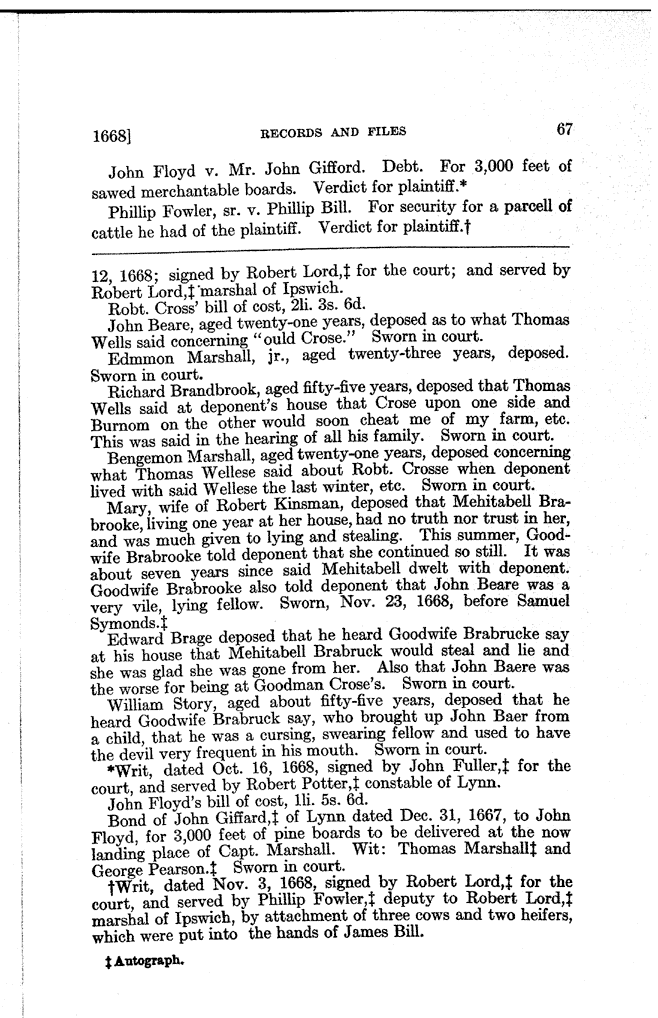 1668] RECORDS AND FILES 67
John Floyd v. Mr. John Gifford. Debt. For 3,000 feet of
sawed merchantable boards. Verdict for plaintiff.*
Phillip Fowler, sr. v. Phillip Bill. For security for a parcell of
cattle he had of the plaintiff. Verdict for plaintiff.†
12, 1668; signed by Robert Lord,‡ for the court; and served by
Robert Lord,‡ marshal of Ipswich.
Robt. Cross' bill of cost, 2li. 3s. 6d.
John Beare, aged twenty-one years, deposed as to what Thomas
Wells said concerning "ould Crose." Sworn in court.
Edmmon Marshall, jr., aged twenty-three years, deposed.
Sworn in court.
Richard Brandbrook, aged fifty-five years, deposed that Thomas
Wells said at deponent's house that Crose upon one side and
Burnom on the other would soon cheat me of my farm, etc.
This was said in the hearing of all his family. Sworn in court.
Bengemon Marshall, aged twenty-one years, deposed concerning
what Thomas Wellese said about Robt. Crosse when deponent
lived with said Wellese the last winter, etc. Sworn in court.
Mary, wife of Robert Kinsman, deposed that Mehitabell Bra-
brooke, living one year at her house, had no truth nor trust in her,
and was much given to lying and stealing. This summer, Good-
wife Brabrooke told deponent that she continued so still. It was
about seven years since said Mehitabell dwelt with deponent.
Goodwife Brabrooke also told deponent that John Beare was a
very vile, lying fellow. Sworn, Nov. 23, 1668, before Samuel
Symonds.‡
Edward Brage deposed that he heard Goodwife Brabrucke say
at his house that Mehitabell Brabruck would steal and lie and
she was glad she was gone from her. Also that John Baere was
the worse for being at Goodman Crose's. Sworn in court.
William Story, aged about fifty-five years, deposed that he
heard Goodwife Brabruck say, who brought up John Baer from
a child, that he was a cursing, swearing fellow and used to have
the devil very frequent in his mouth. Sworn in court.
*Writ, dated Oct. 16, 1668, signed by John Fuller,‡ for the
court, and served by Robert Potter,‡ constable of Lynn.
John Floyd's bill of cost, 1li. 5s. 6d.
Bond of John Giffard,‡ of Lynn dated Dec. 31, 1667, to John
Floyd, for 3,000 feet of pine boards to be delivered at the now
landing place of Capt. Marshall. Wit: Thomas Marshall‡ and
George Pearson.‡ Sworn in court.
†Writ, dated Nov. 3, 1668, signed by Robert Lord,‡ for the
court, and served by Phillip Fowler,‡ deputy to Robert Lord,‡
marshal of Ipswich, by attachment of three cows and two heifers,
which were put into the hands of James Bill.
‡ Autograph.